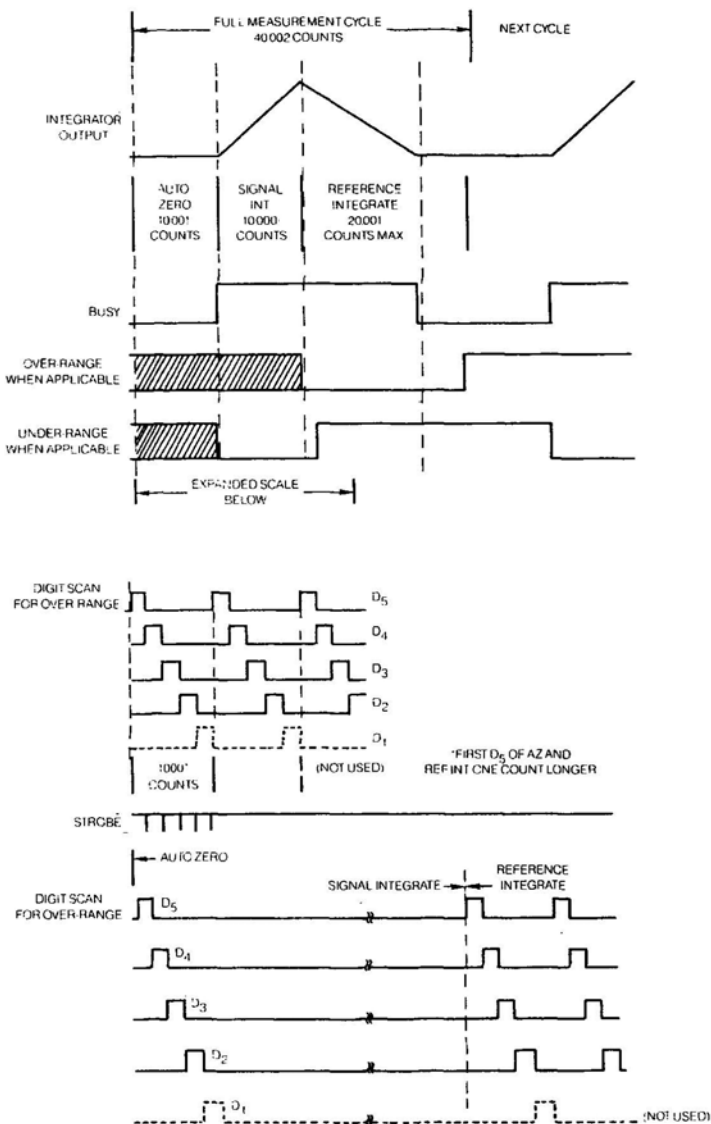 FULL MEASUREMENT CYCLE
40002 COUNTS
NEXT CYCLE
INTEGRATOR
OUTPUT
AUTO
ZERO
10001
COUNTS
SIGNAL
INT
10000
COUNTS
REFERENCE
INTEGRATE
20001
COUNTS MAX
BUSY
OVER-RANGE
WHEN APPLICABLE
UNDER-RANGE
WHEN APPLICABLE
EXPANDED SCALE
BELOW
DIGIT SCAN
FOR OVER RANGE
D5
D4
D3
D2
D1
1000*
COUNTS
(NOT USED)
*FIRST D5 OF AZ AND
REF INT ONE COUNT LONGER
STROBE
AUTO ZERO
SIGNAL INTEGRATE
REFERENCE
INTEGRATE
DIGIT SCAN
FOR OVER-RANGE
D5
D4
D3
D2
D1
(NOT USED)